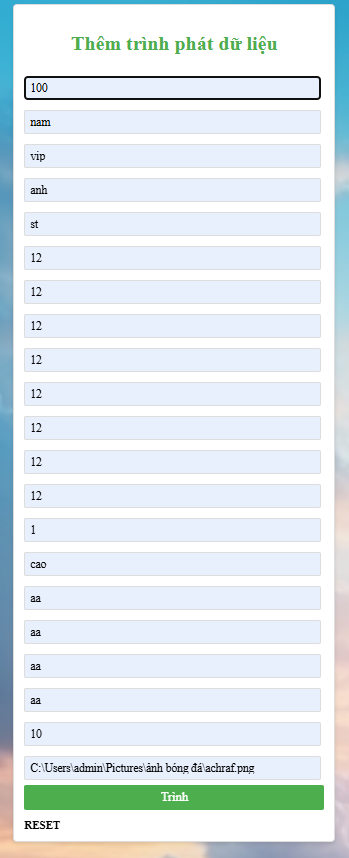 Thêm trình phát dữ liệu
100
nam
vip
anh
st
12
12
12
12
12
12
12
12
1
cao
aa
aa
aa
aa
10
C:\Users\admin\Pictures\ảnh bóng đá\achraf.png
Trình
RESET